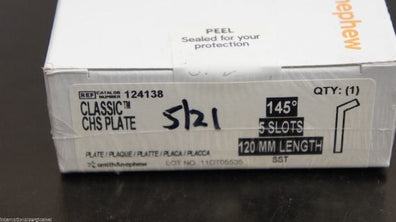 PEEL
Sealed for your
protection
nephew
REF CATALOG NUMBER 124138
CLASSIC™
CHS PLATE
5/21
145°
QTY: (1)
5 SLOTS
120 MM LENGTH
SST
PLATE / PLAQUE / PLATTE / PLACA / PLACCA
smith&nephew
LOT NO.